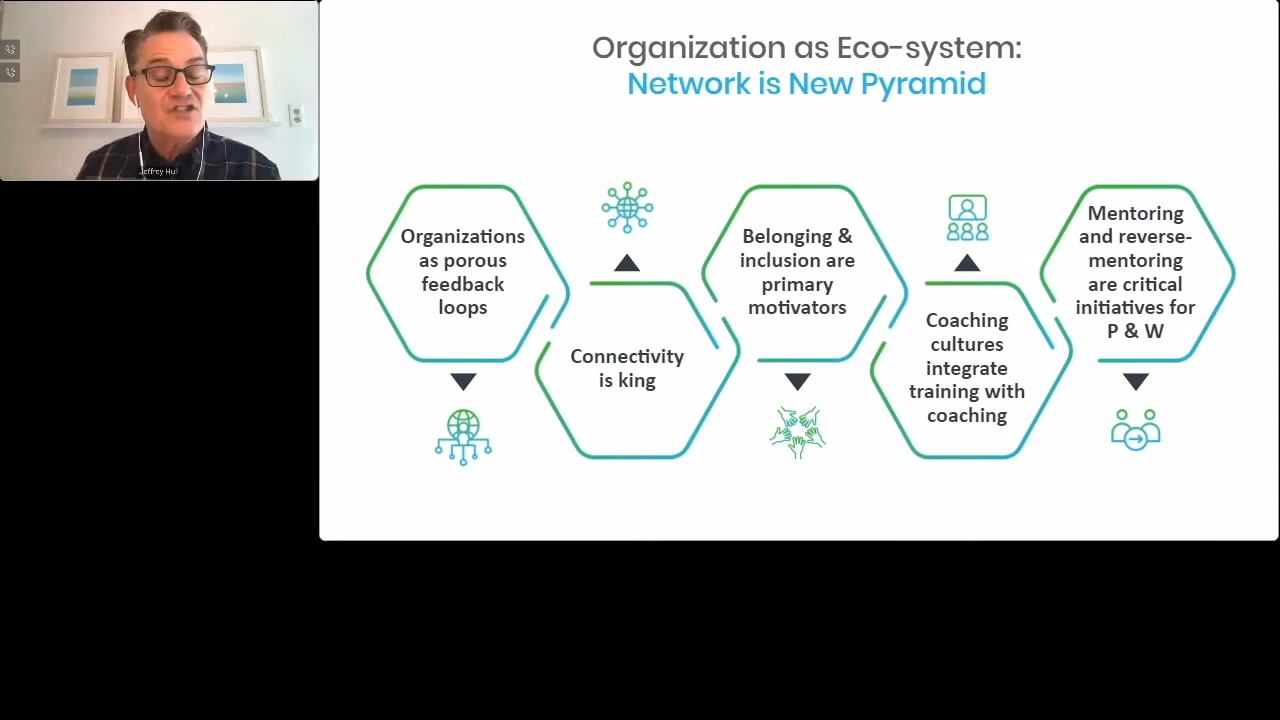 Jeffrey Hull
Organization as Eco-system:
Network is New Pyramid
Organizations
as porous
feedback
loops
Connectivity
is king
Belonging &
inclusion are
primary
motivators
Coaching
cultures
integrate
training with
coaching
Mentoring
and reverse-
mentoring
are critical
initiatives for
P & W